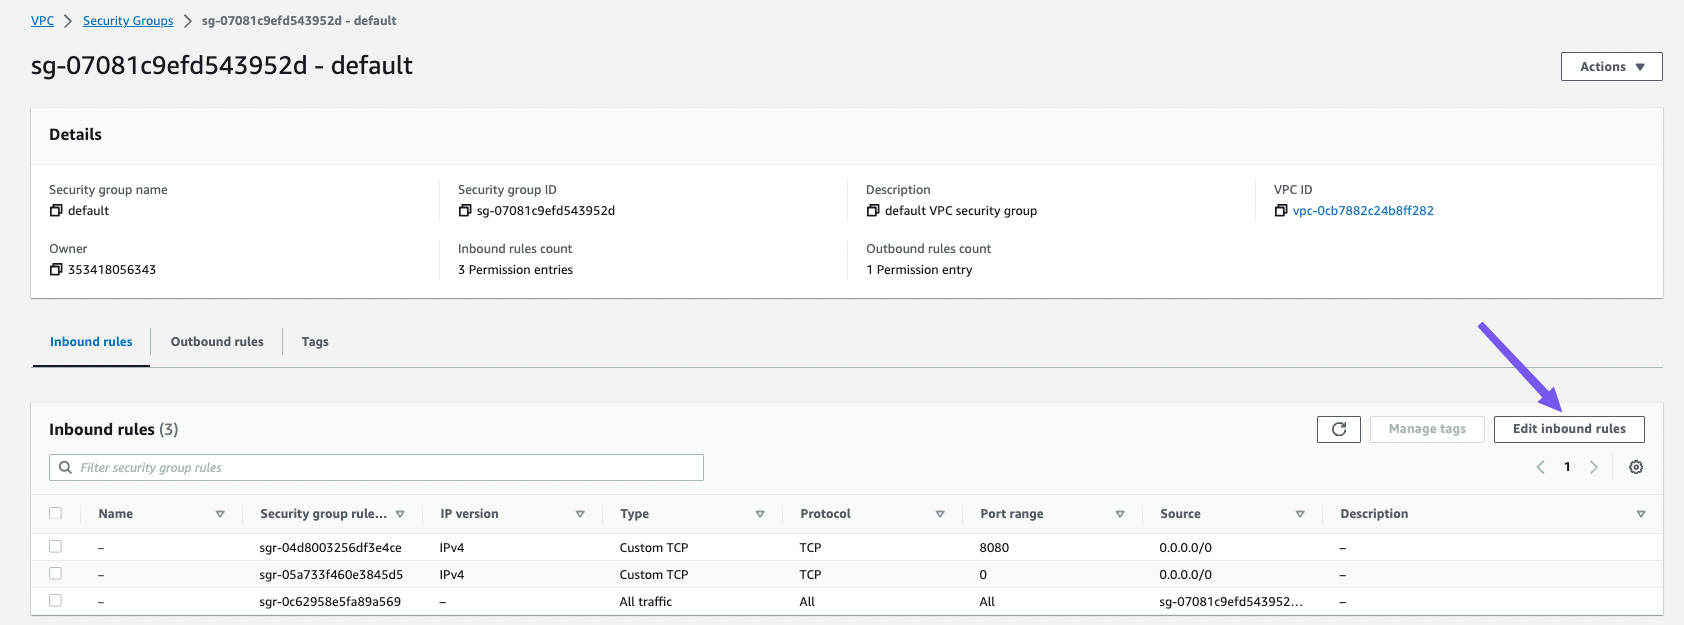 VPC > Security Groups > sg-07081c9efd543952d - default
sg-07081c9efd543952d - default
Actions
Details
Security group name
default
Security group ID
sg-07081c9efd543952d
Description
default VPC security group
VPC ID
vpc-0cb7882c24b8ff282
Owner
353418056343
Inbound rules count
3 Permission entries
Outbound rules count
1 Permission entry
Inbound rules Outbound rules Tags
Inbound rules (3)
Manage tags Edit inbound rules
Filter security group rules
1
Name Security group rule... IP version Type Protocol Port range Source Description
– sgr-04d8003256df3e4ce IPv4 Custom TCP TCP 8080 0.0.0.0/0 –
– sgr-05a733f460e3845d5 IPv4 Custom TCP TCP 0 0.0.0.0/0 –
– sgr-0c62958e5fa89a569 – All traffic All All sg-07081c9efd543952... –